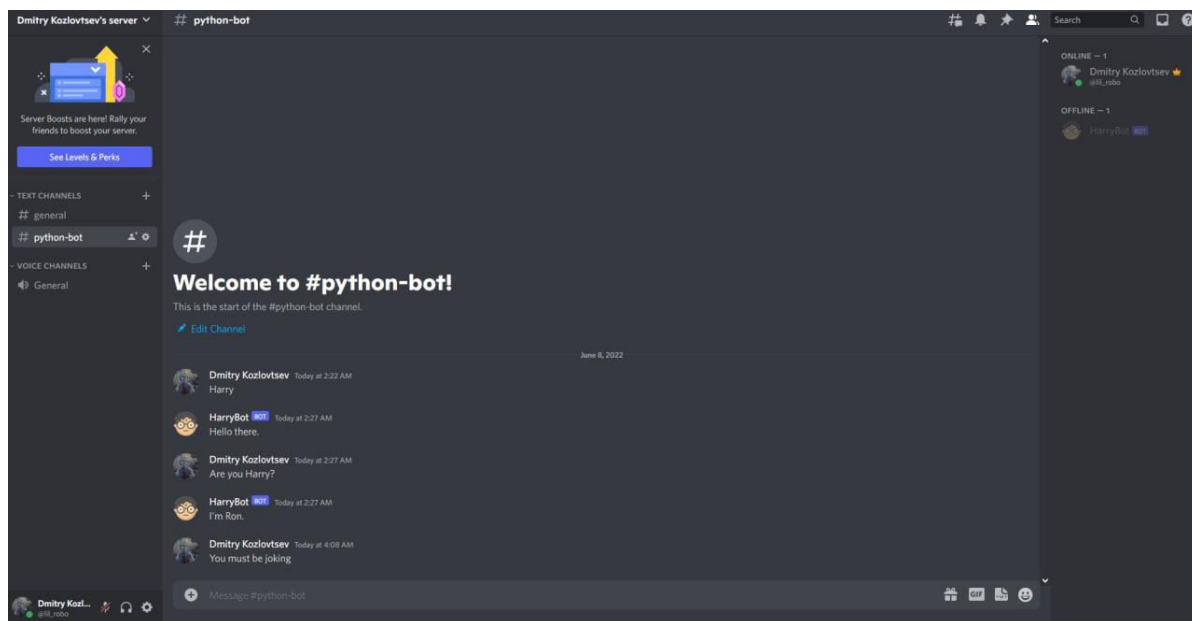 Dmitry Kozlovtsev's server
python-bot
Search
Server Boosts are here! Rally your
friends to boost your server.
See Levels & Perks
TEXT CHANNELS
general
python-bot
VOICE CHANNELS
General
Dmitry Kozl...
@lil_robo
#
Welcome to #python-bot!
This is the start of the #python-bot channel.
Edit Channel
June 8, 2022
Dmitry Kozlovtsev Today at 2:22 AM
Harry
HarryBot BOT Today at 2:27 AM
Hello there.
Dmitry Kozlovtsev Today at 2:27 AM
Are you Harry?
HarryBot BOT Today at 2:27 AM
I'm Ron.
Dmitry Kozlovtsev Today at 4:08 AM
You must be joking
Message #python-bot
GIF
ONLINE — 1
Dmitry Kozlovtsev
@lil_robo
OFFLINE — 1
HarryBot BOT